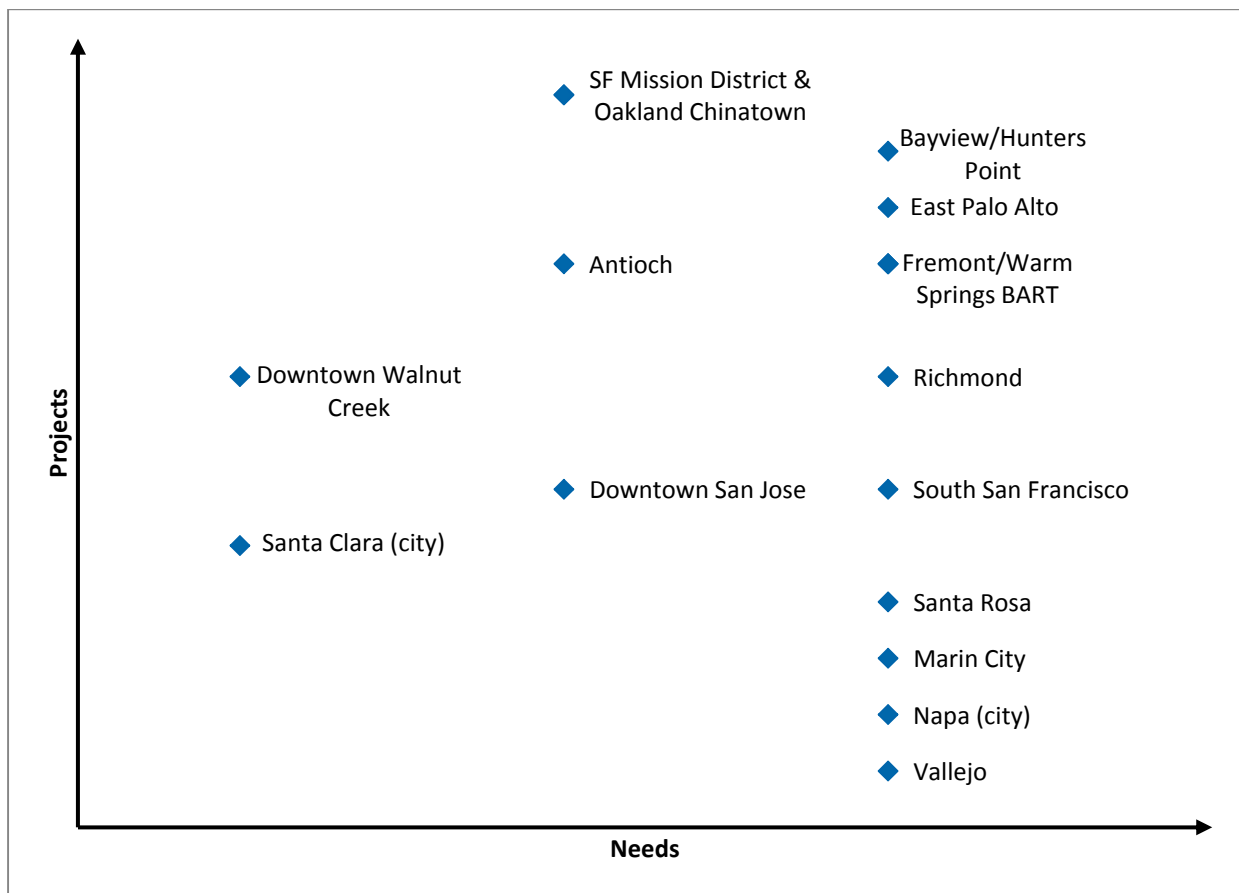 SF Mission District &
Oakland Chinatown
Bayview/Hunters
Point
East Palo Alto
Antioch
Fremont/Warm
Springs BART
Downtown Walnut
Creek
Richmond
Projects
Downtown San Jose
South San Francisco
Santa Clara (city)
Santa Rosa
Marin City
Napa (city)
Vallejo
Needs